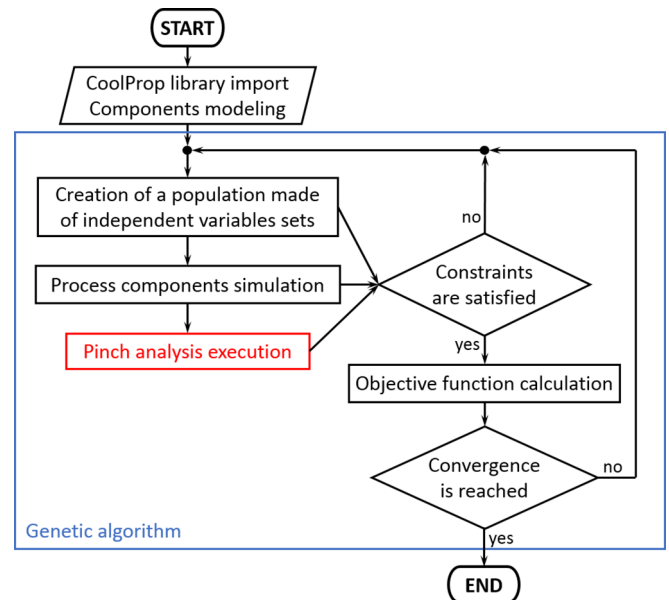 START
CoolProp library import
Components modeling
Creation of a population made
of independent variables sets
no
Constraints
are satisfied
Process components simulation
yes
Pinch analysis execution
Objective function calculation
Convergence
is reached
no
Genetic algorithm
yes
END